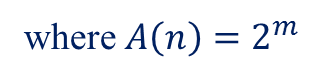 where A(n) = 2^m